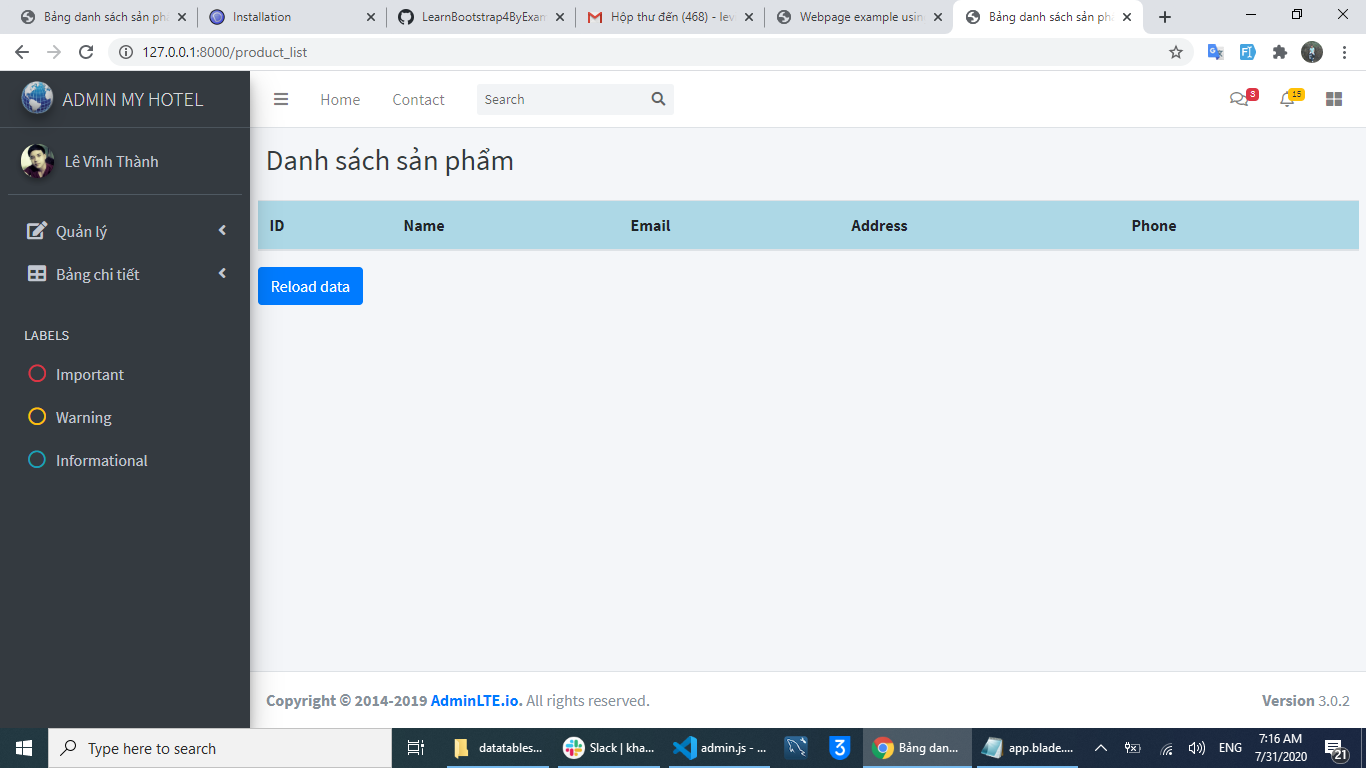 Bảng danh sách sản ph
Installation
LearnBootstrap4ByExam
Hộp thư đến (468) - lev
Webpage example usin
Bảng danh sách sản ph
127.0.0.1:8000/product_list
ADMIN MY HOTEL
Home
Contact
Search
3
15
Lê Vĩnh Thành
Danh sách sản phẩm
ID Name Email Address Phone
Quản lý
Bảng chi tiết
Reload data
LABELS
Important
Warning
Informational
Copyright © 2014-2019 AdminLTE.io. All rights reserved.
Version 3.0.2
Type here to search
datatables...
Slack | kha...
admin.js - ...
Bảng dan...
app.blade....
ENG
7:16 AM
7/31/2020
21